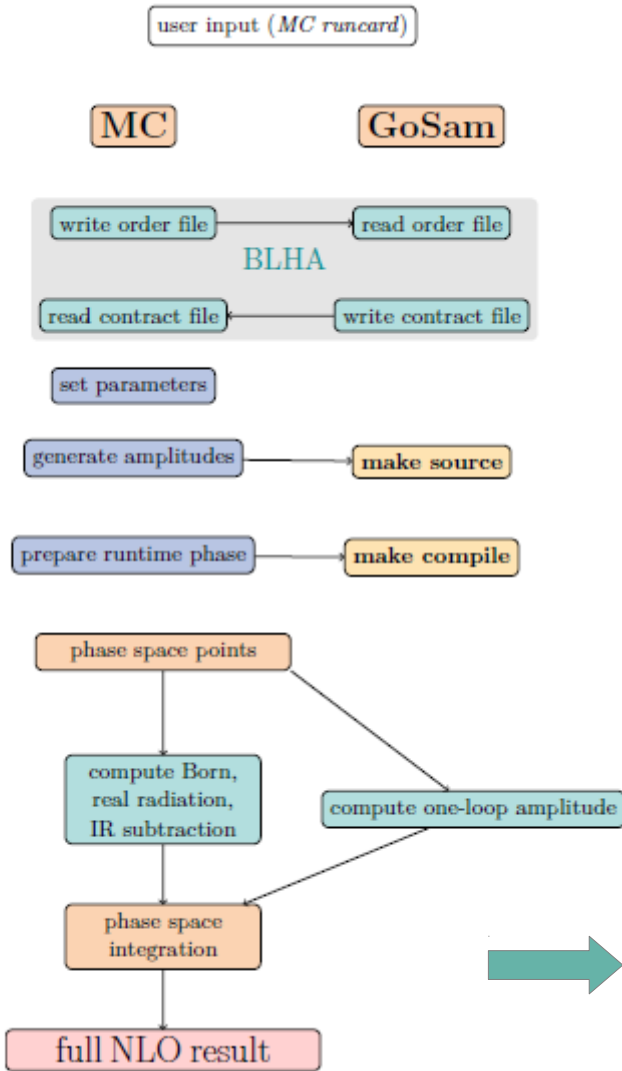 user input (MC runcard)
MC
GoSam
write order file
read order file
BLHA
read contract file
write contract file
set parameters
generate amplitudes
make source
prepare runtime phase
make compile
phase space points
compute Born,
real radiation,
IR subtraction
compute one-loop amplitude
phase space
integration
full NLO result